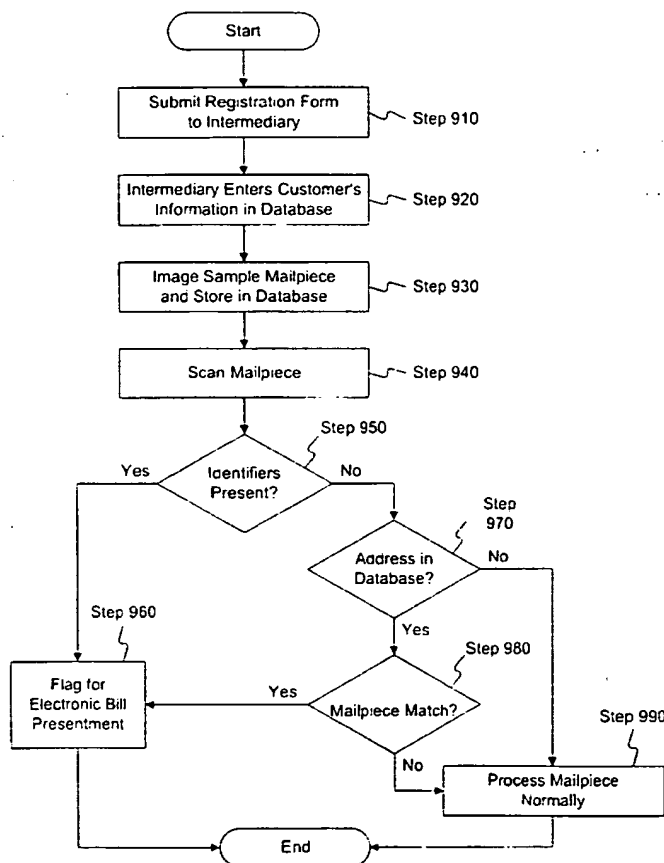 Start
Submit Registration Form
to Intermediary
Step 910
Intermediary Enters Customer's
Information in Database
Step 920
Image Sample Mailpiece
and Store in Database
Step 930
Scan Mailpiece
Step 940
Step 950
Yes
Identifiers
Present?
No
Step
970
Address in
Database?
No
Yes
Step 960
Step 980
Flag for
Electronic Bill
Presentment
Yes
Mailpiece Match?
No
Step 990
Process Mailpiece
Normally
End